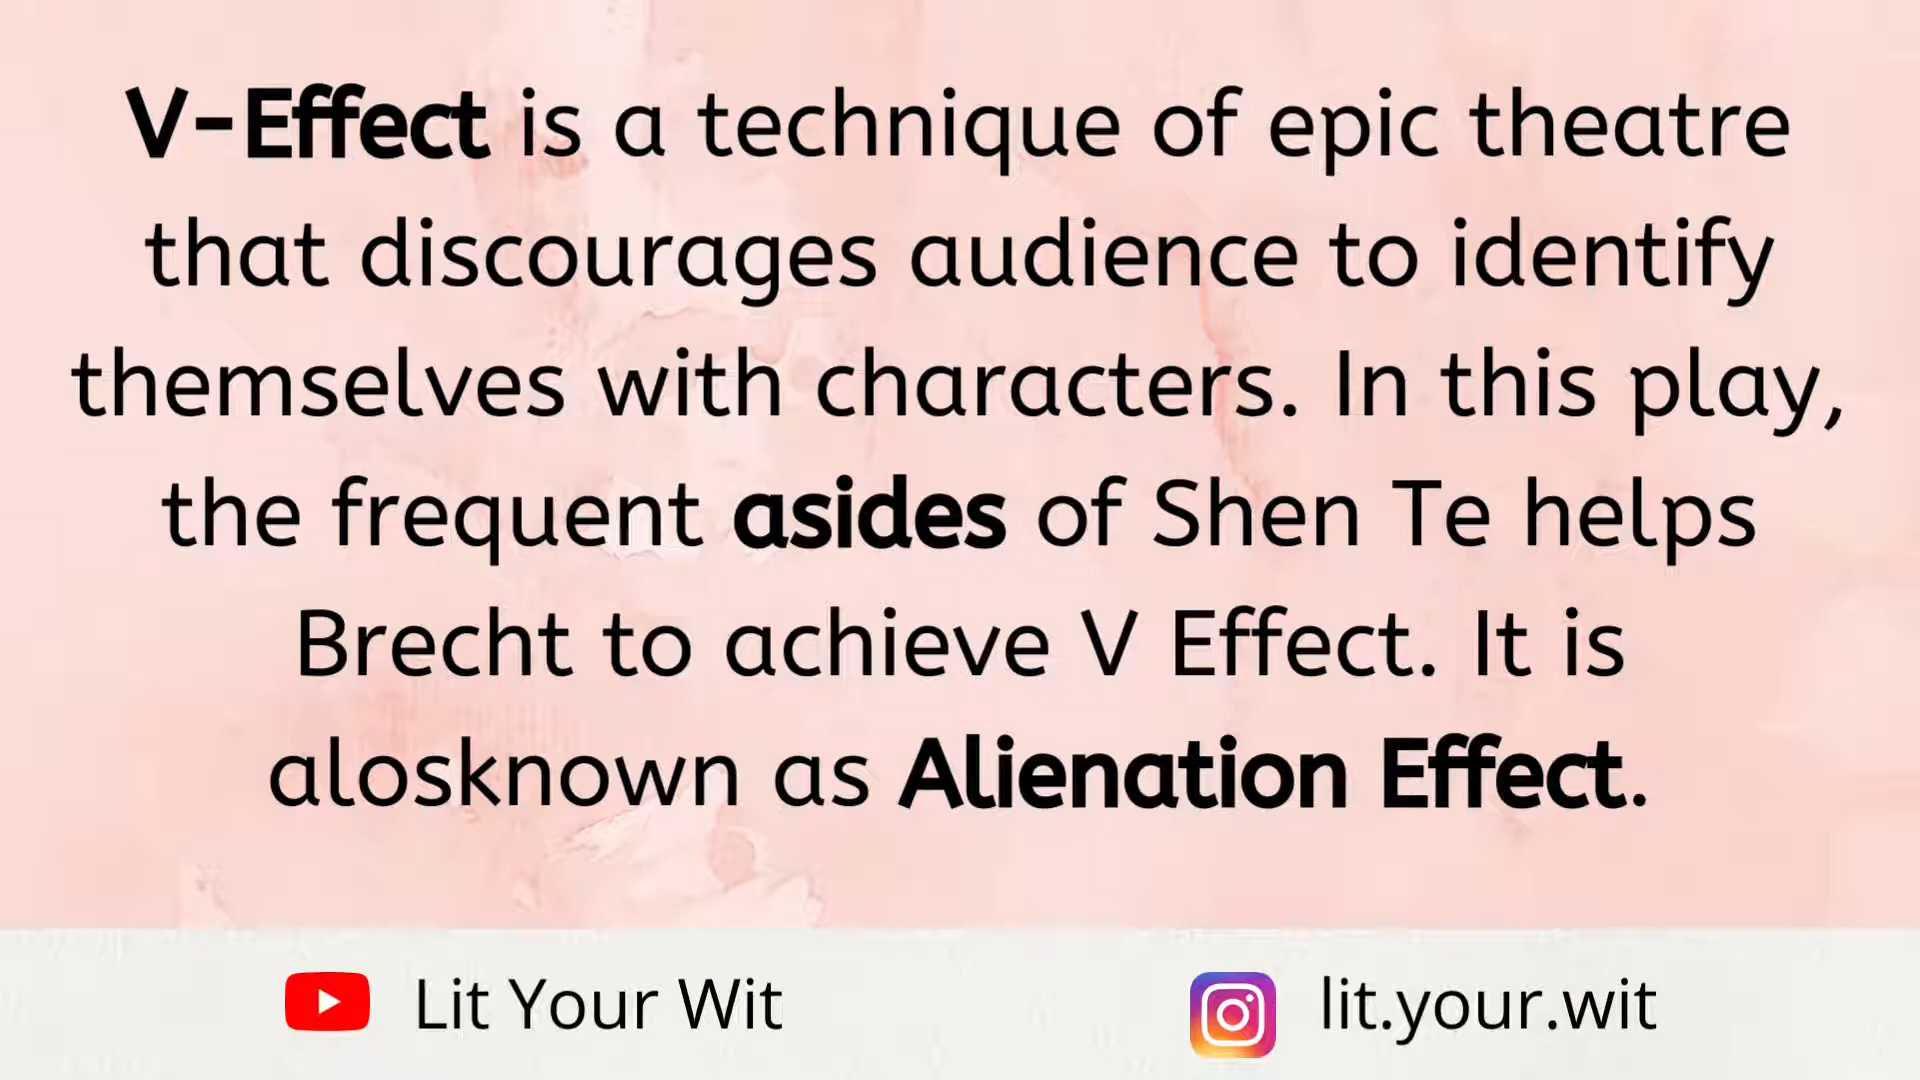 V-Effect is a technique of epic theatre
that discourages audience to identify
themselves with characters. In this play,
the frequent asides of Shen Te helps
Brecht to achieve V Effect. It is
alosknown as Alienation Effect.
Lit Your Wit
lit.your.wit